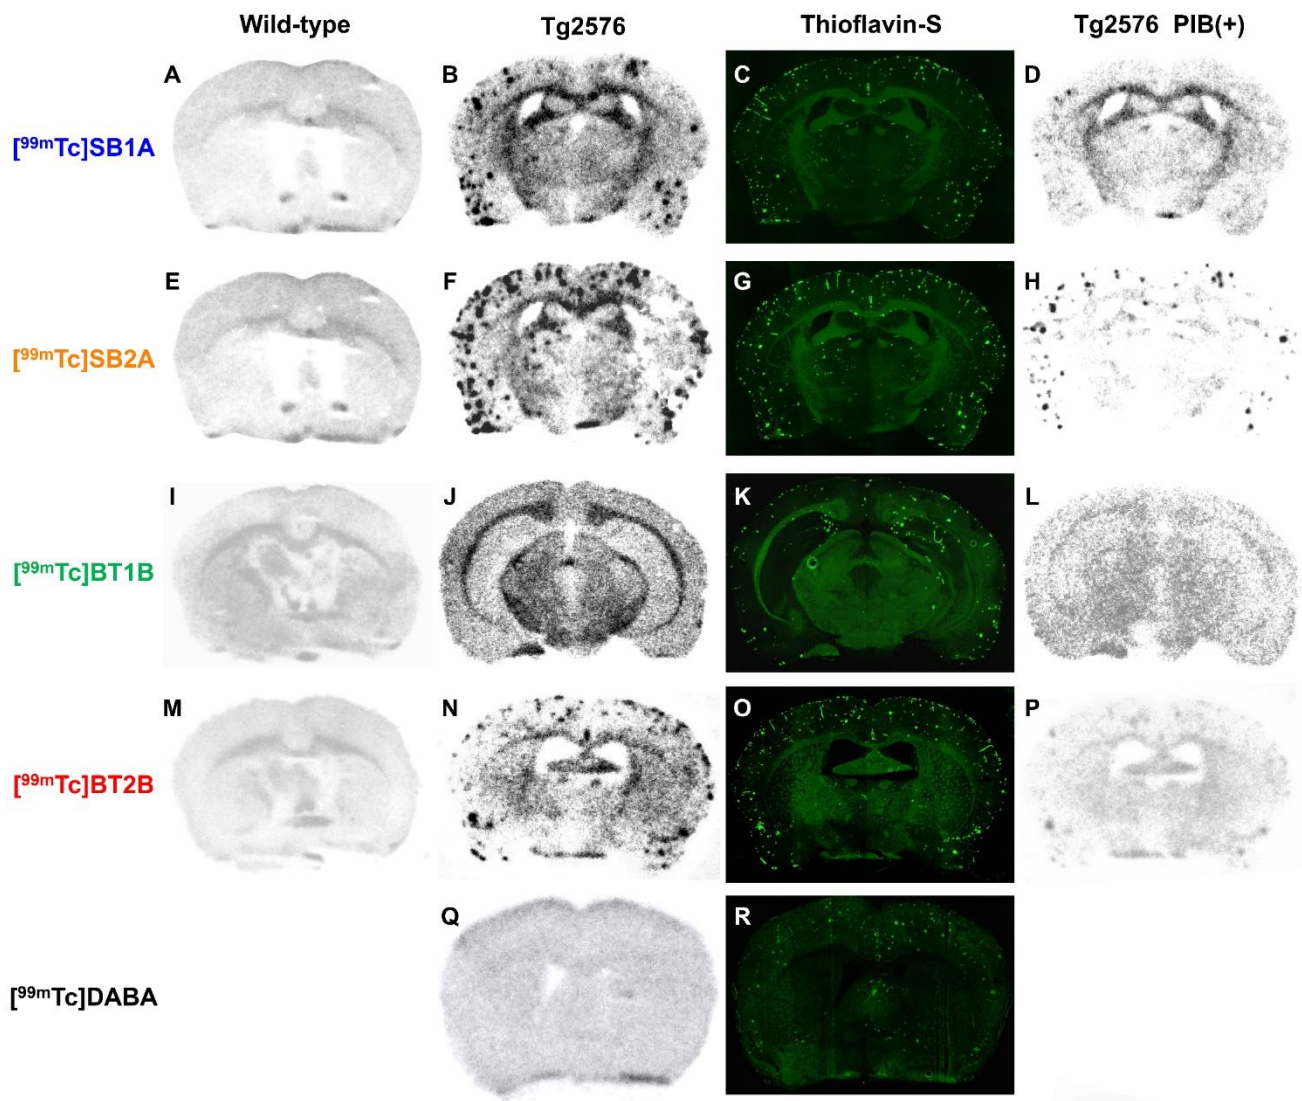 Wild-type Tg2576 Thioflavin-S Tg2576 PIB(+)
[99mTc]SB1A A B C D
[99mTc]SB2A E F G H
[99mTc]BT1B I J K L
[99mTc]BT2B M N O P
[99mTc]DABA Q R